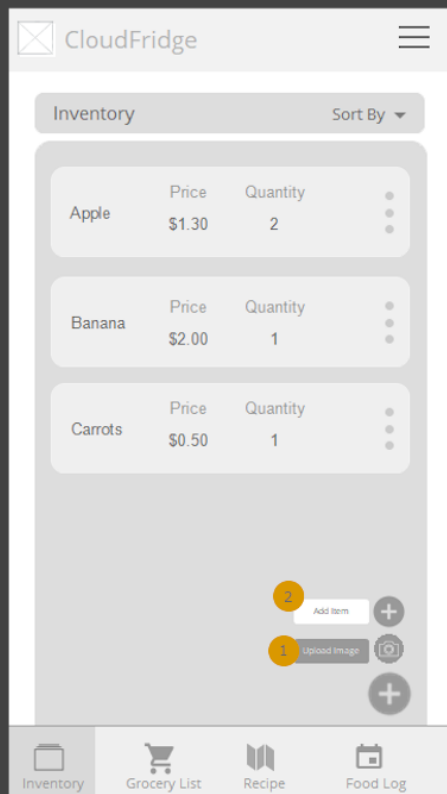 CloudFridge
Inventory Sort By
Price Quantity
Apple
$1.30 2
Price Quantity
Banana
$2.00 1
Price Quantity
Carrots
$0.50 1
2
Add Item
1 Upload Image
Inventory Grocery List Recipe Food Log